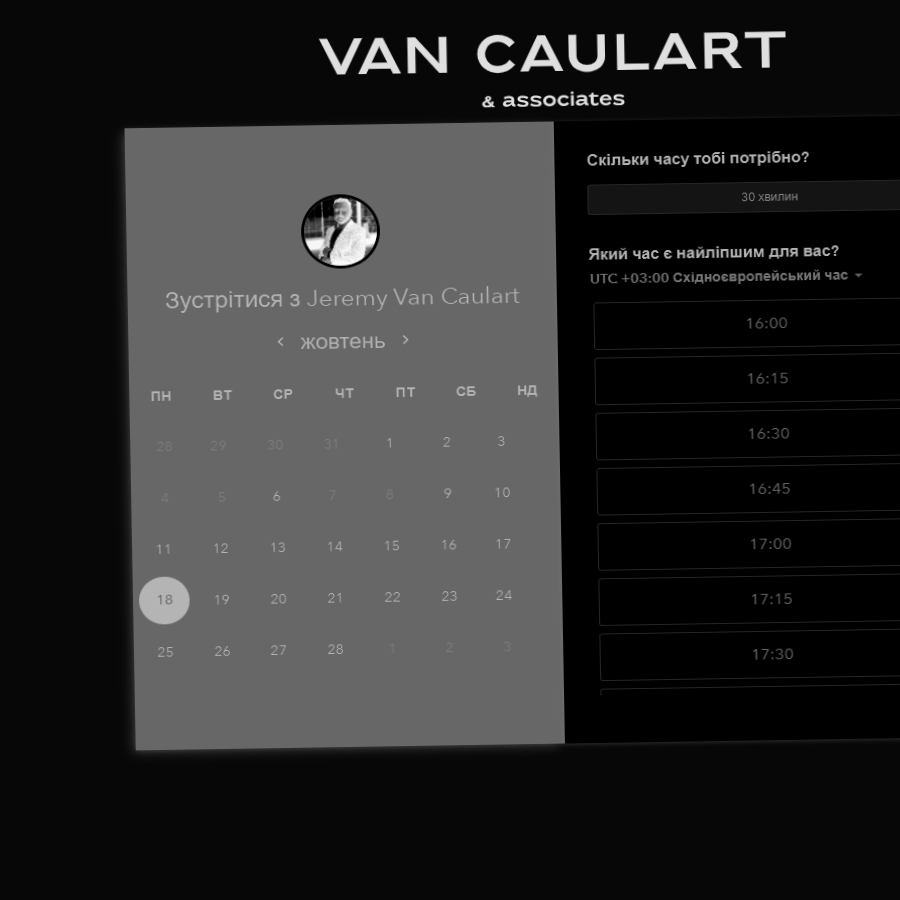 VAN CAULART
& associates
Зустрітися з Jeremy Van Caulart
жовтень
ПН ВТ СР ЧТ ПТ СБ НД
28 29 30 31 1 2 3
4 5 6 7 8 9 10
11 12 13 14 15 16 17
18 19 20 21 22 23 24
25 26 27 28 1 2 3
Скільки часу тобі потрібно?
30 хвилин
Який час є найліпшим для вас?
UTC +03:00 Східноєвропейський час
16:00
16:15
16:30
16:45
17:00
17:15
17:30